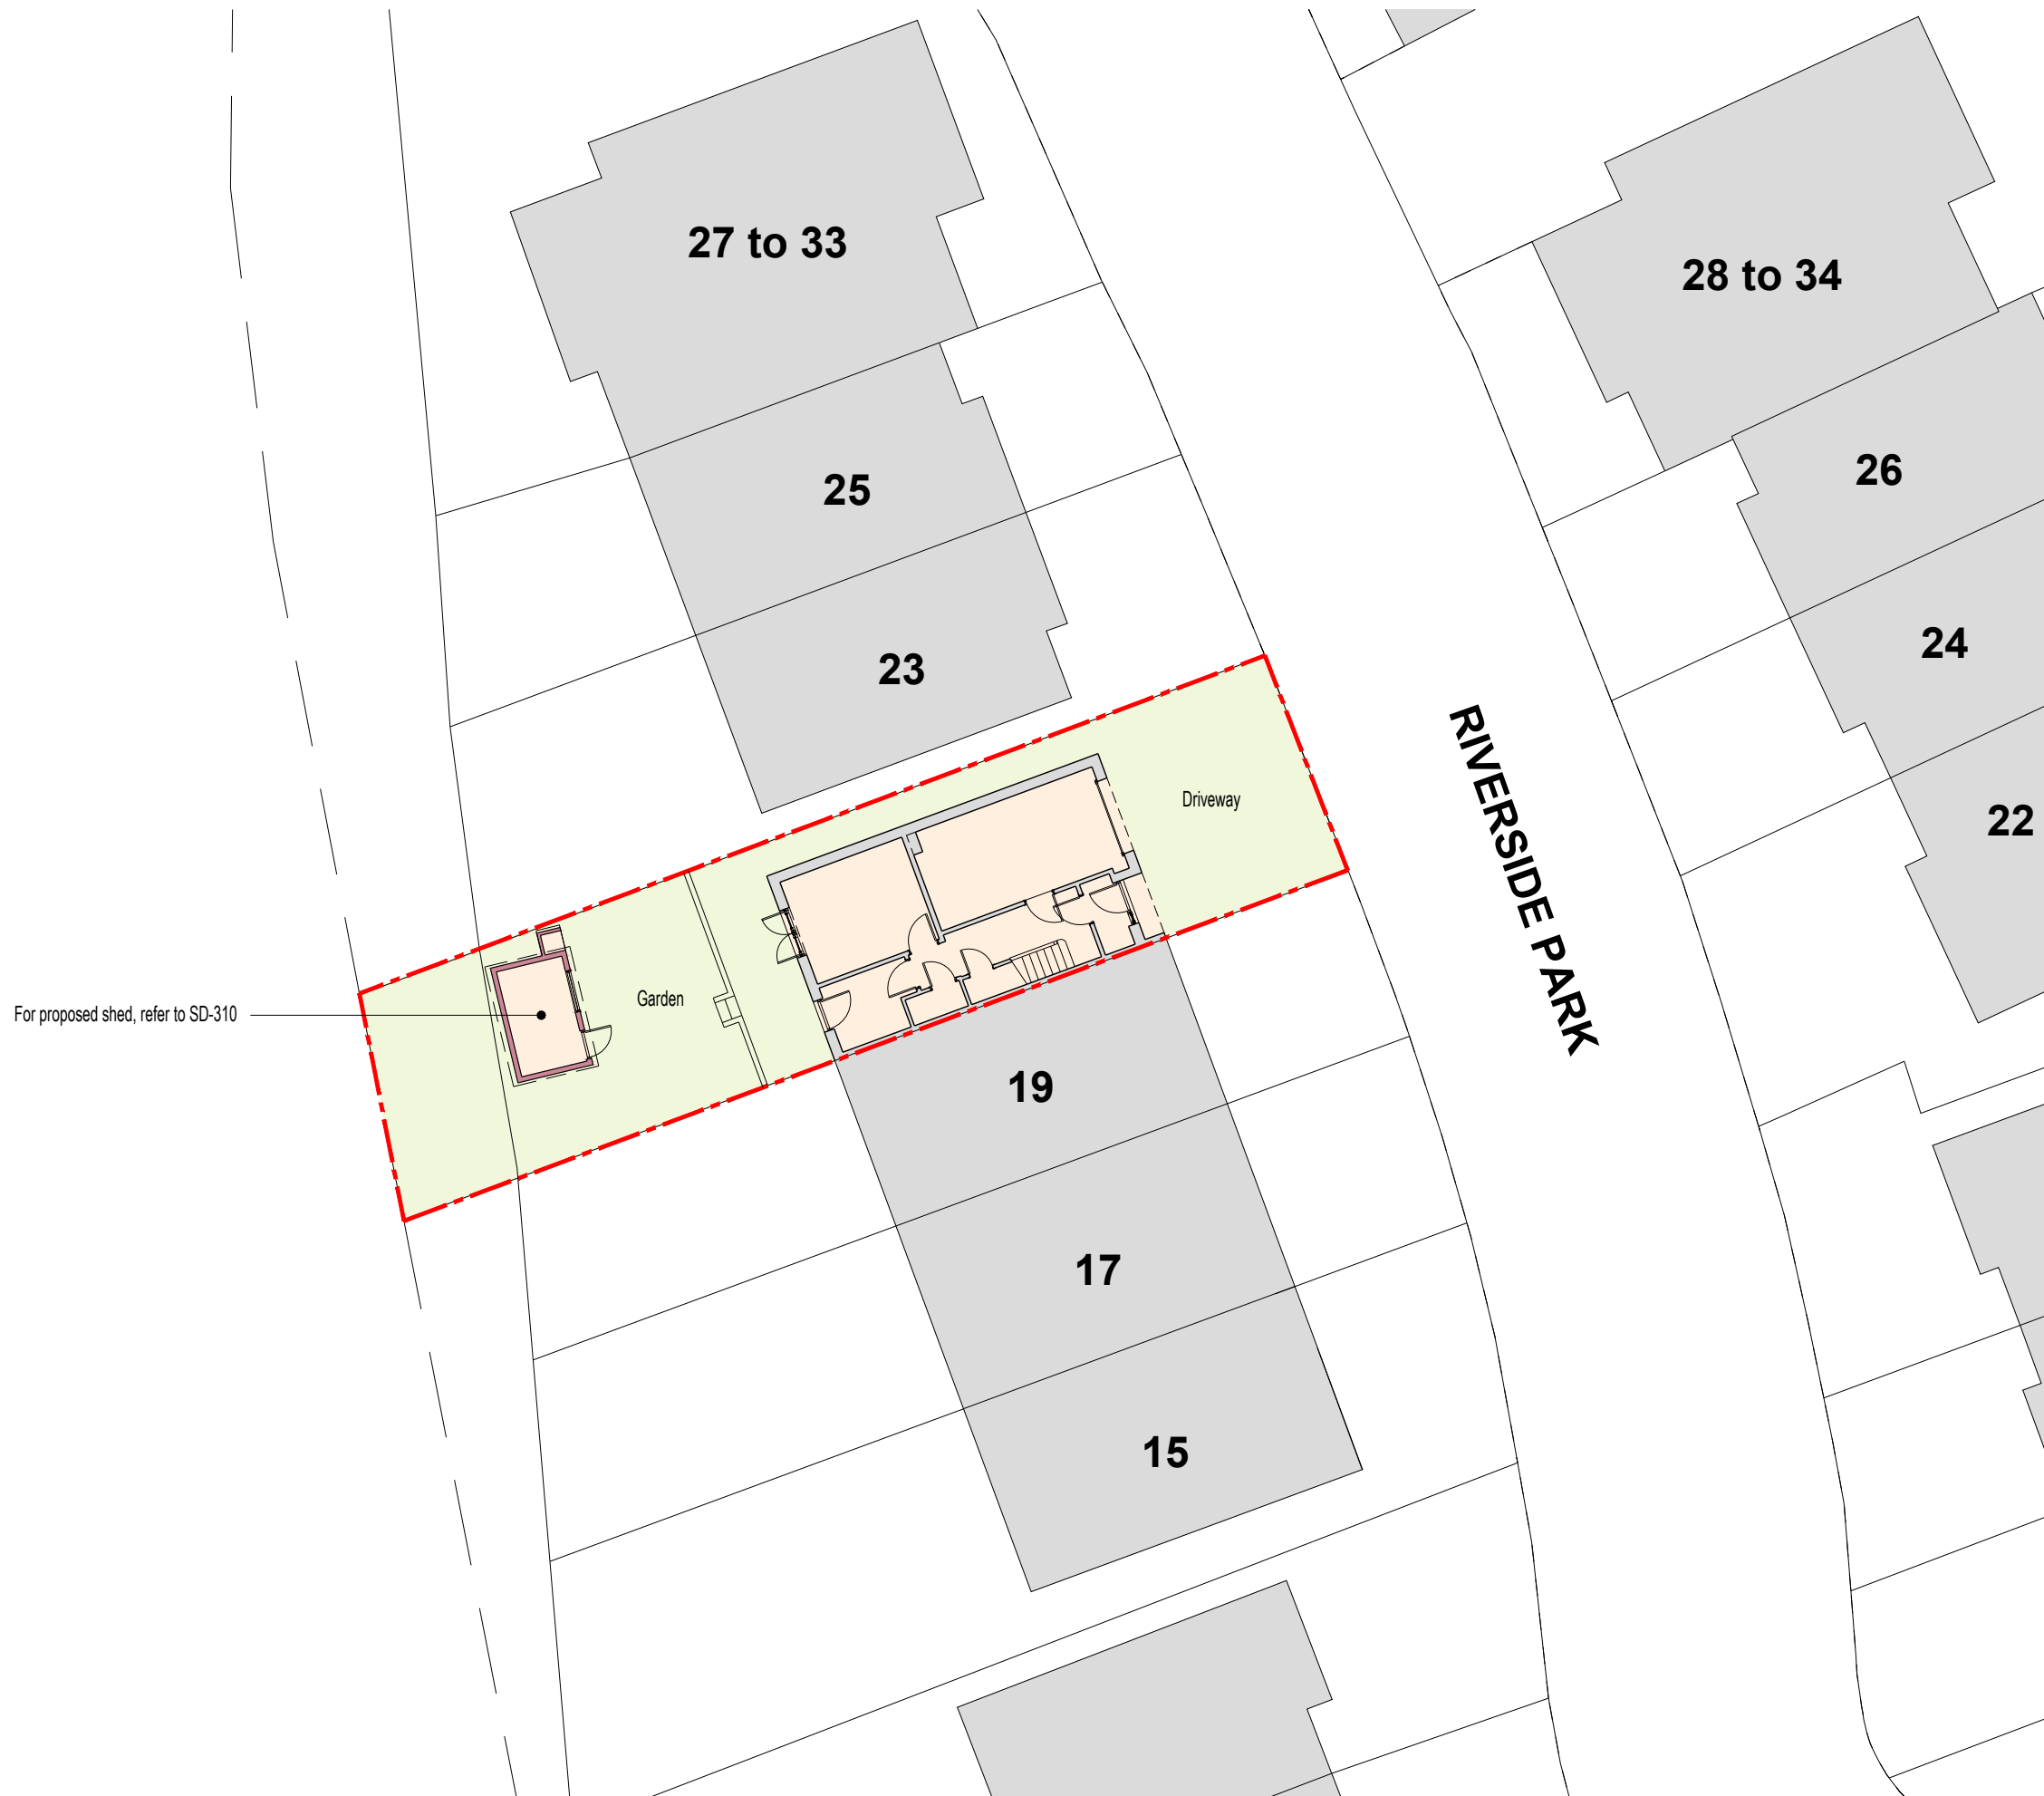 27 to 33
28 to 34
25
26
23
24
Driveway
22
RIVERSIDE PARK
Garden
For proposed shed, refer to SD-310
19
17
15